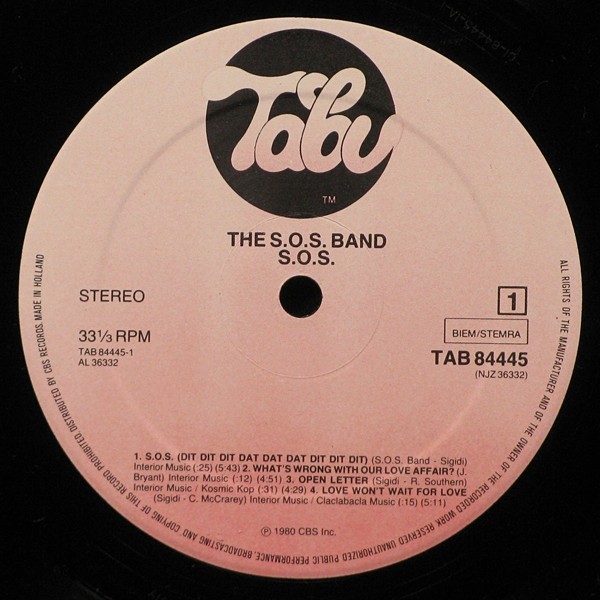 Tabu
TM
THE S.O.S. BAND
S.O.S.
STEREO
33⅓ RPM
TAB 84445-1
AL 36332
1
BIEM/STEMRA
TAB 84445
(NJZ 36332)
1. S.O.S. (DIT DIT DIT DAT DAT DAT DIT DIT DIT) (S.O.S. Band - Sigidi)
Interior Music (:25) (5:43) 2. WHAT'S WRONG WITH OUR LOVE AFFAIR? (J.
Bryant) Interior Music (:12) (4:51) 3. OPEN LETTER (Sigidi - R. Southern)
Interior Music / Kosmic Kop (:31) (4:29) 4. LOVE WON'T WAIT FOR LOVE
(Sigidi - C. McCrarey) Interior Music / Claclabacla Music (:15) (5:11)
℗ 1980 CBS Inc.
ALL RIGHTS OF THE MANUFACTURER AND OF THE OWNER OF THE RECORDED WORK RESERVED UNAUTHORIZED PUBLIC PERFORMANCE, BROADCASTING AND COPYING OF THIS RECORD PROHIBITED. DISTRIBUTED BY CBS RECORDS. MADE IN HOLLAND